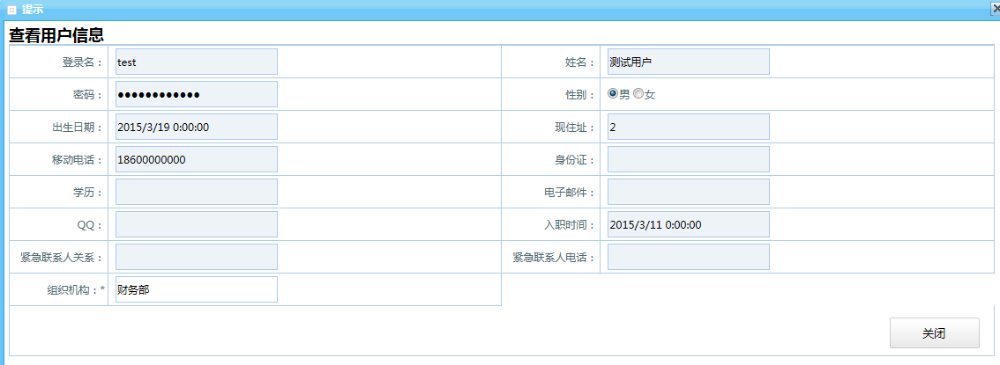 提示
查看用户信息
登录名： test 姓名： 测试用户
密码： ●●●●●●●●●●●● 性别： 男 女
出生日期： 2015/3/19 0:00:00 现住址： 2
移动电话： 18600000000 身份证：
学历： 电子邮件：
QQ： 入职时间： 2015/3/11 0:00:00
紧急联系人关系： 紧急联系人电话：
组织机构：* 财务部
关闭